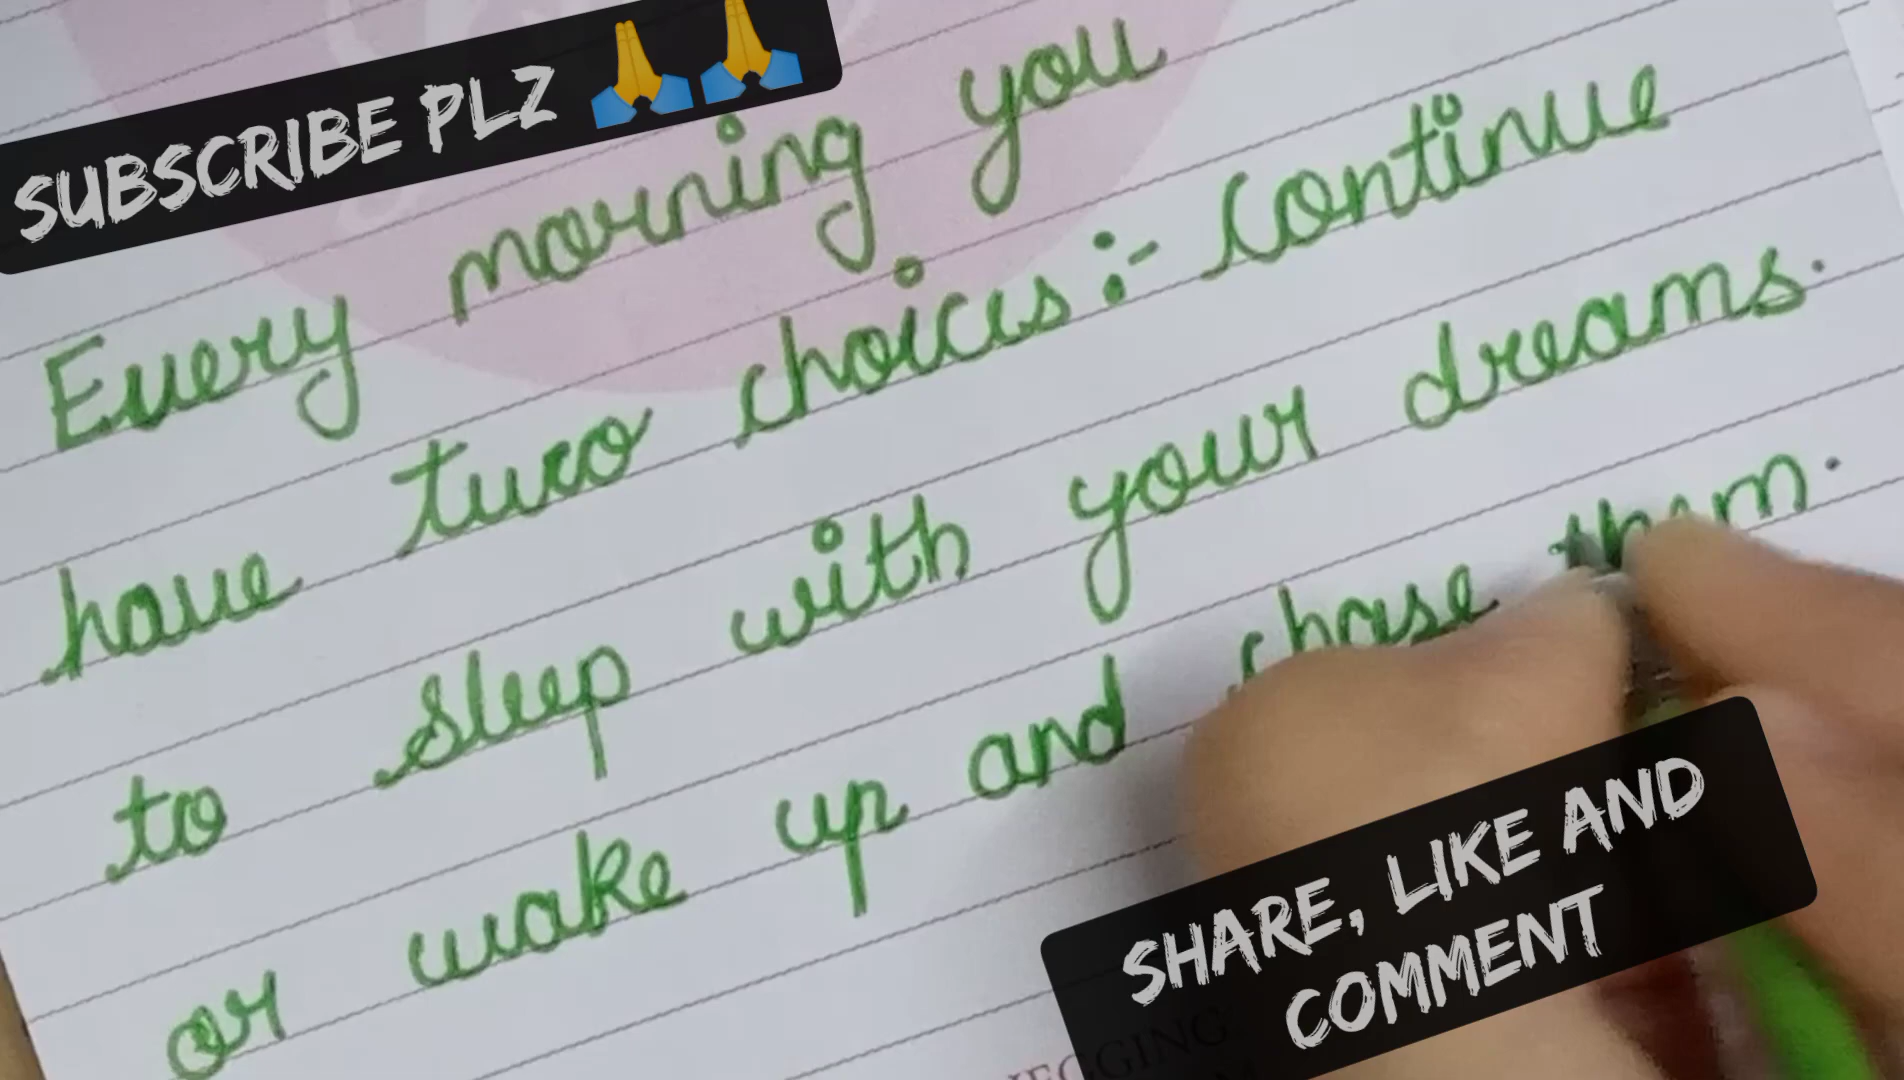 SUBSCRIBE PLZ 🙏🙏
Every morning you
have two choices :- Continue
to sleep with your dreams.
or wake up and chase them.
SHARE, LIKE AND
COMMENT